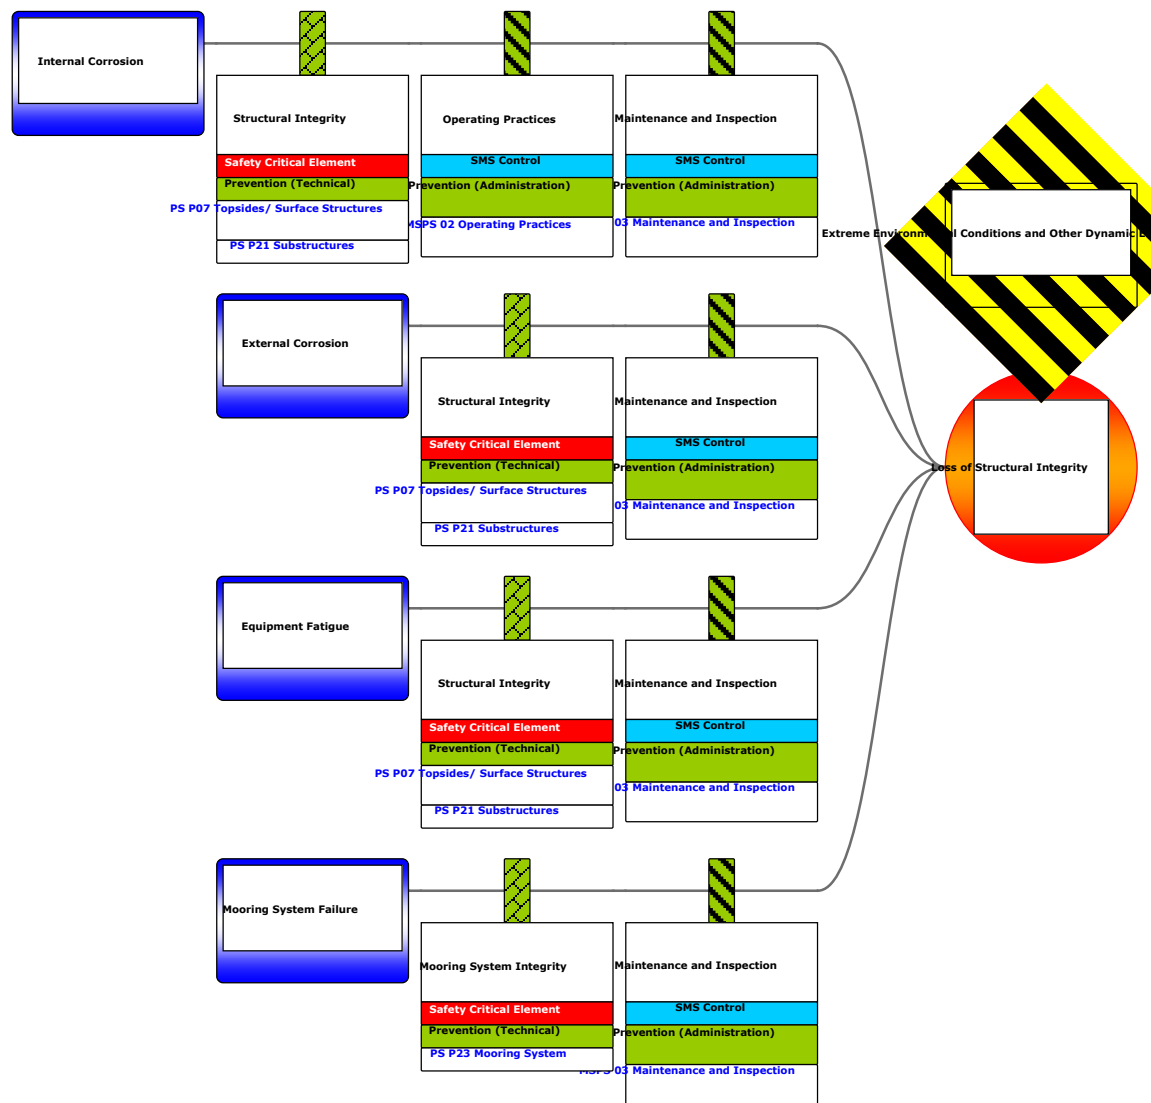 Internal Corrosion
Structural Integrity
Safety Critical Element
Prevention (Technical)
PS P07 Topsides/ Surface Structures
PS P21 Substructures
Operating Practices
SMS Control
Prevention (Administration)
MSPS 02 Operating Practices
Maintenance and Inspection
SMS Control
Prevention (Administration)
03 Maintenance and Inspection
Extreme Environmental Conditions and Other Dynamic
External Corrosion
Structural Integrity
Safety Critical Element
Prevention (Technical)
PS P07 Topsides/ Surface Structures
PS P21 Substructures
Maintenance and Inspection
SMS Control
Prevention (Administration)
03 Maintenance and Inspection
Loss of Structural Integrity
Equipment Fatigue
Structural Integrity
Safety Critical Element
Prevention (Technical)
PS P07 Topsides/ Surface Structures
PS P21 Substructures
Maintenance and Inspection
SMS Control
Prevention (Administration)
03 Maintenance and Inspection
Mooring System Failure
Mooring System Integrity
Safety Critical Element
Prevention (Technical)
PS P23 Mooring System
Maintenance and Inspection
SMS Control
Prevention (Administration)
MSPS 03 Maintenance and Inspection